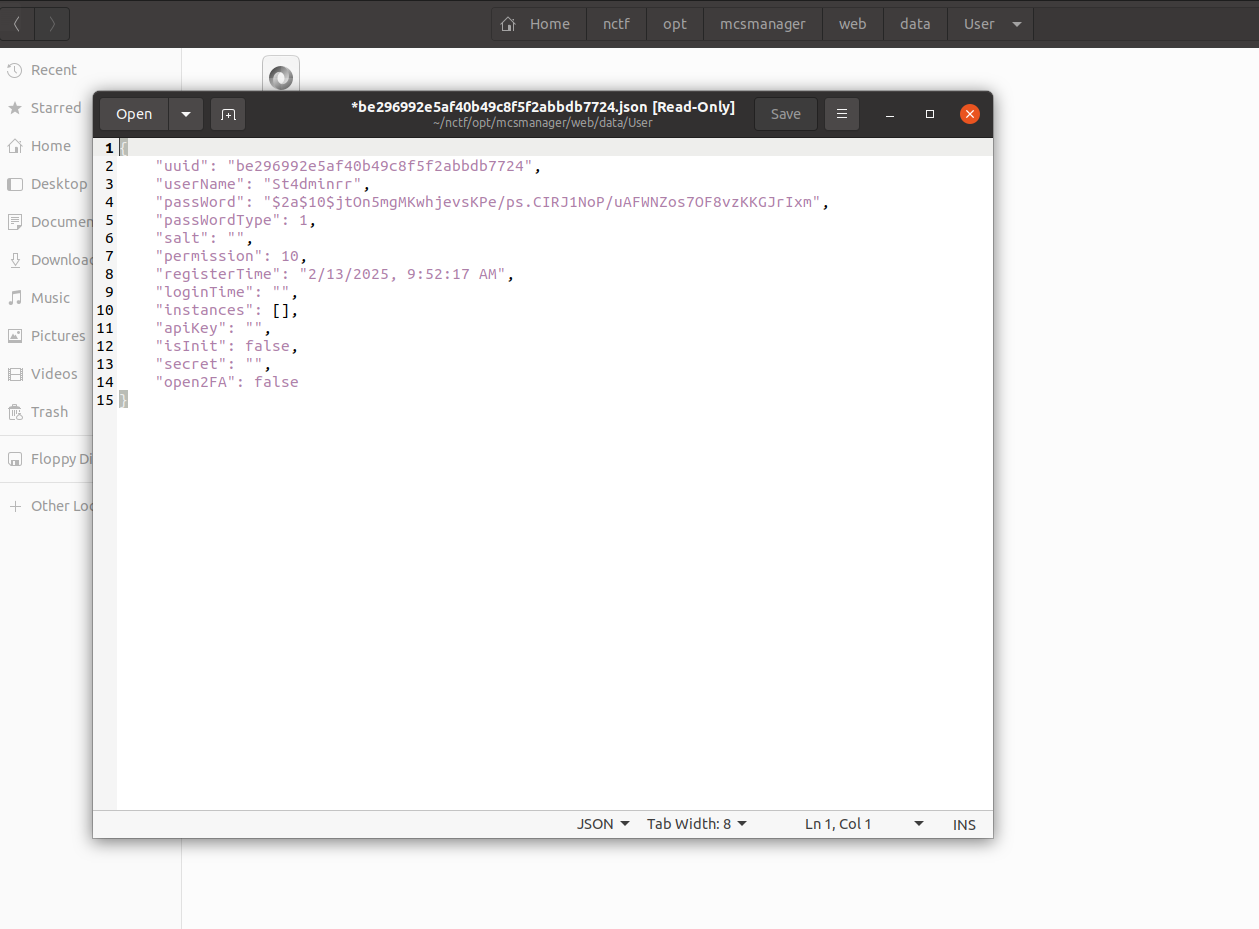 Home nctf opt mcsmanager web data User
Recent
Starred
Home
Desktop
Documen
Downloa
Music
Pictures
Videos
Trash
Floppy Di
Other Loc
Open *be296992e5af40b49c8f5f2abbdb7724.json [Read-Only] Save
~/nctf/opt/mcsmanager/web/data/User
1 {
2 "uuid": "be296992e5af40b49c8f5f2abbdb7724",
3 "userName": "St4dminrr",
4 "passWord": "$2a$10$jtOn5mgMKwhjevsKPe/ps.CIRJ1NoP/uAFWNZos7OF8vzKKGJrIxm",
5 "passWordType": 1,
6 "salt": "",
7 "permission": 10,
8 "registerTime": "2/13/2025, 9:52:17 AM",
9 "loginTime": "",
10 "instances": [],
11 "apiKey": "",
12 "isInit": false,
13 "secret": "",
14 "open2FA": false
15 }
JSON Tab Width: 8 Ln 1, Col 1 INS